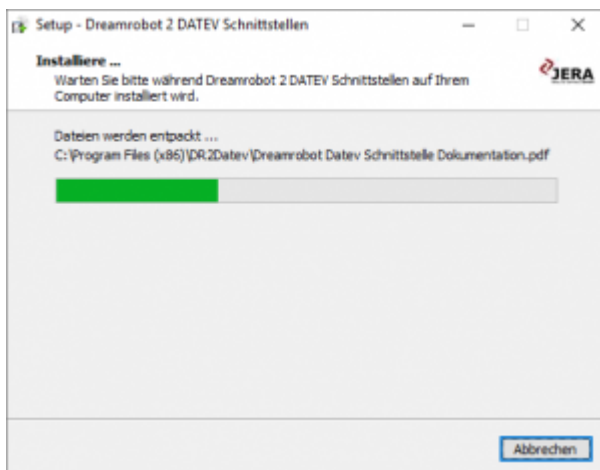 Setup - Dreamrobot 2 DATEV Schnittstellen
Installiere ...
Warten Sie bitte während Dreamrobot 2 DATEV Schnittstellen auf Ihrem
Computer installiert wird.
JERA
Dateien werden entpackt ...
C:\Program Files (x86)\DR2Datev\Dreamrobot Datev Schnittstelle Dokumentation.pdf
Abbrechen